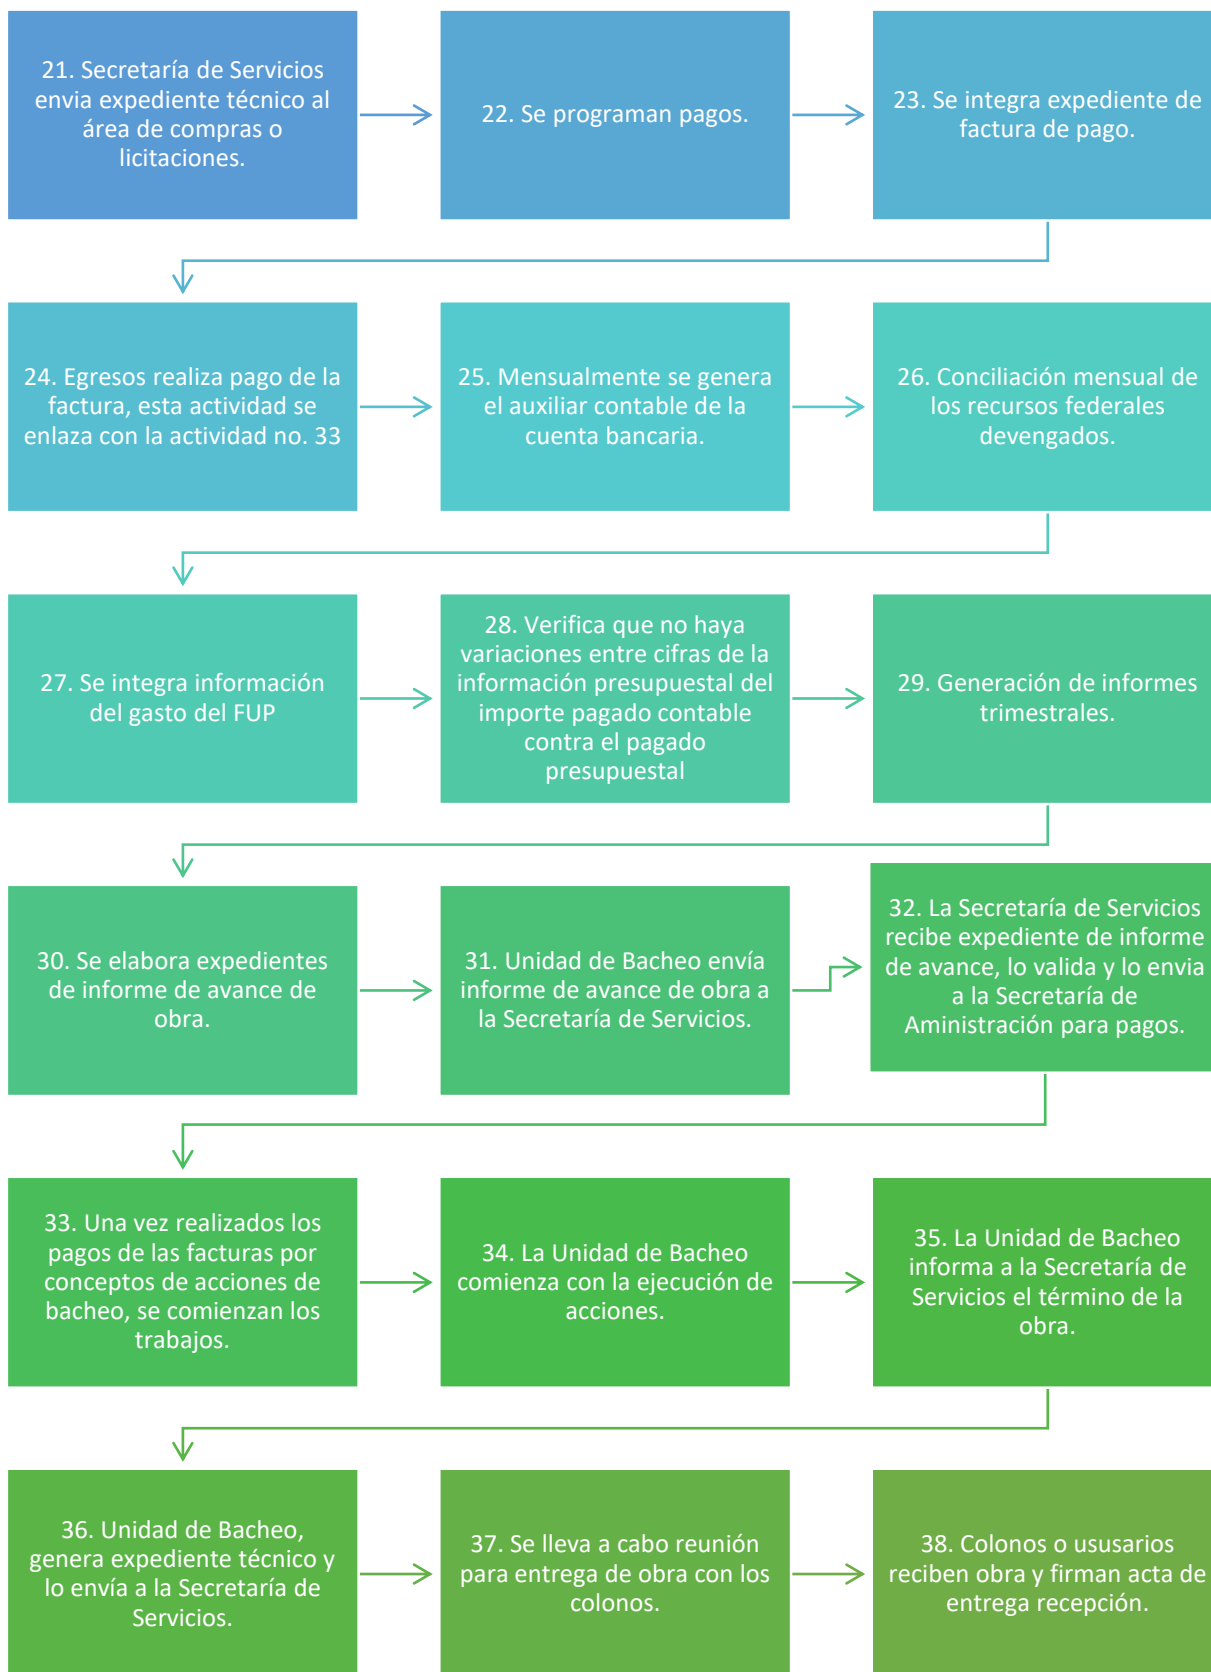 21. Secretaría de Servicios
envia expediente técnico al
área de compras o
licitaciones.
22. Se programan pagos.
23. Se integra expediente de
factura de pago.
24. Egresos realiza pago de la
factura, esta actividad se
enlaza con la actividad no. 33
25. Mensualmente se genera
el auxiliar contable de la
cuenta bancaria.
26. Conciliación mensual de
los recursos federales
devengados.
27. Se integra información
del gasto del FUP
28. Verifica que no haya
variaciones entre cifras de la
información presupuestal del
importe pagado contable
contra el pagado
presupuestal
29. Generación de informes
trimestrales.
30. Se elabora expedientes
de informe de avance de
obra.
31. Unidad de Bacheo envía
informe de avance de obra a
la Secretaría de Servicios.
32. La Secretaría de Servicios
recibe expediente de informe
de avance, lo valida y lo envia
a la Secretaría de
Aministración para pagos.
33. Una vez realizados los
pagos de las facturas por
conceptos de acciones de
bacheo, se comienzan los
trabajos.
34. La Unidad de Bacheo
comienza con la ejecución de
acciones.
35. La Unidad de Bacheo
informa a la Secretaría de
Servicios el término de la
obra.
36. Unidad de Bacheo,
genera expediente técnico y
lo envía a la Secretaría de
Servicios.
37. Se lleva a cabo reunión
para entrega de obra con los
colonos.
38. Colonos o ususarios
reciben obra y firman acta de
entrega recepción.